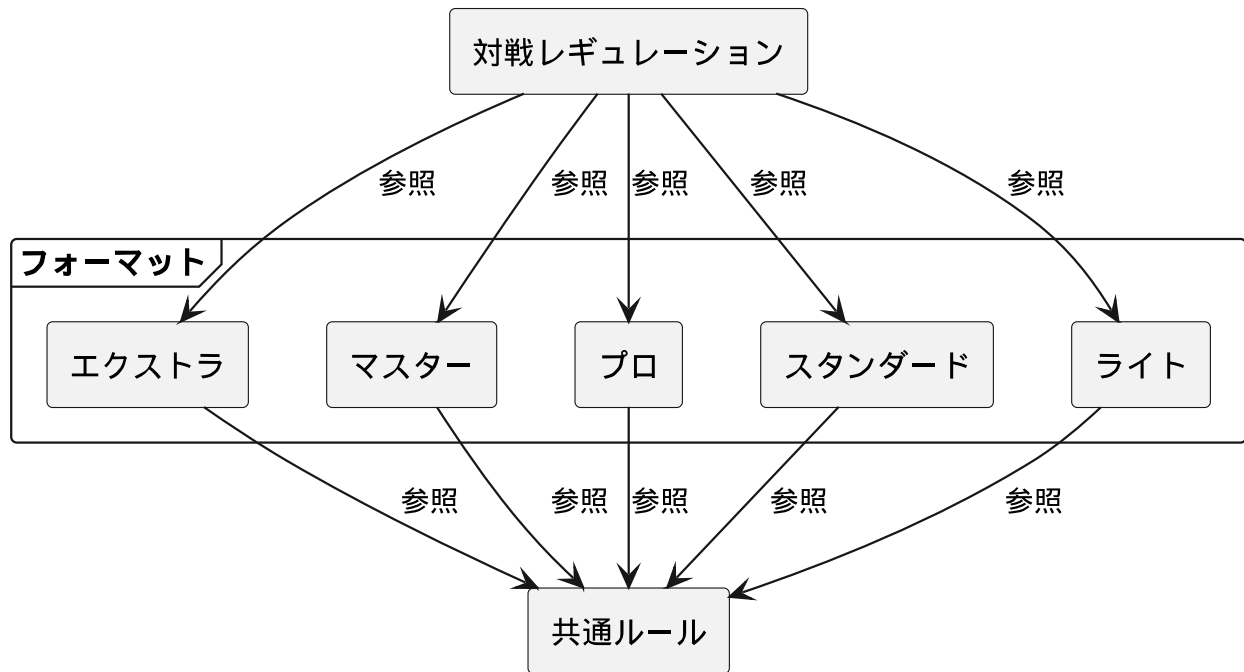 対戦レギュレーション
参照
参照
参照
参照
参照
フォーマット
エクストラ
マスター
プロ
スタンダード
ライト
参照
参照
参照
参照
参照
共通ルール